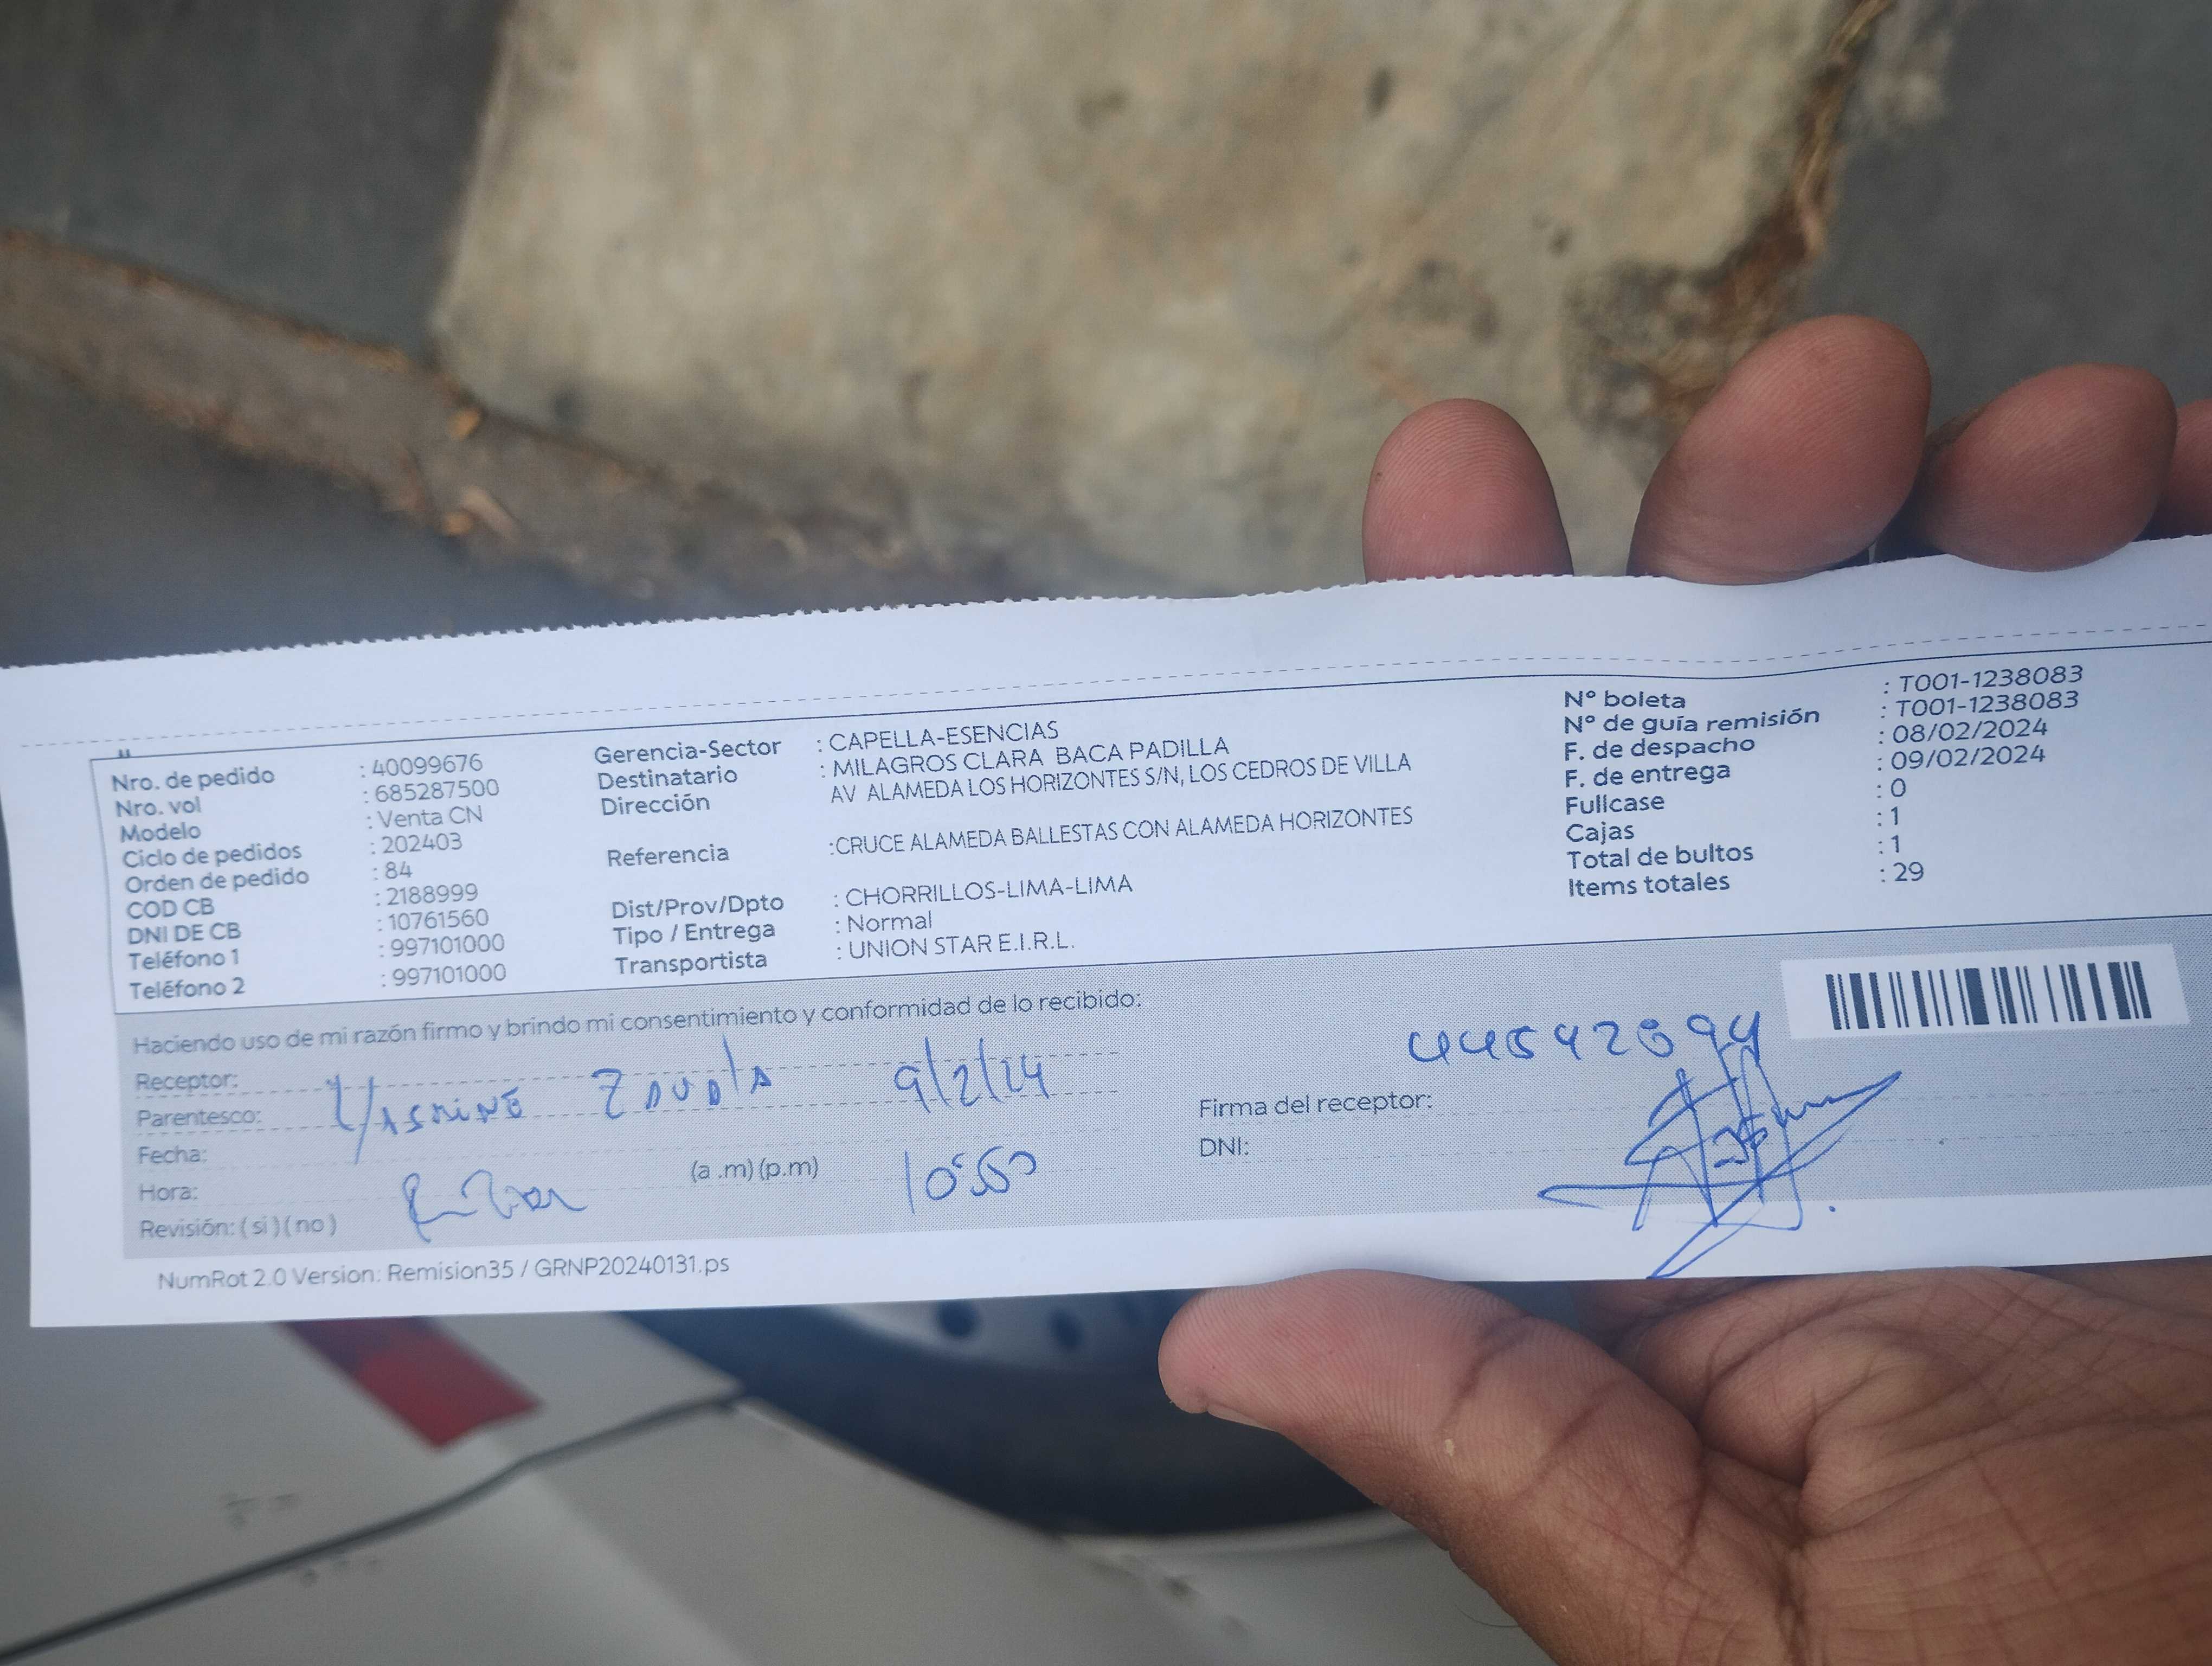 Nro. de pedido : 40099676
Nro. vol : 685287500
Modelo : Venta CN
Ciclo de pedidos : 202403
Orden de pedido : 84
COD CB : 2188999
DNI DE CB : 10761560
Teléfono 1 : 997101000
Teléfono 2 : 997101000
Gerencia-Sector : CAPELLA-ESENCIAS
Destinatario : MILAGROS CLARA BACA PADILLA
Dirección AV ALAMEDA LOS HORIZONTES S/N, LOS CEDROS DE VILLA
Referencia :CRUCE ALAMEDA BALLESTAS CON ALAMEDA HORIZONTES
Dist/Prov/Dpto : CHORRILLOS-LIMA-LIMA
Tipo / Entrega : Normal
Transportista : UNION STAR E.I.R.L.
Nº boleta : T001-1238083
Nº de guía remisión : T001-1238083
F. de despacho : 08/02/2024
F. de entrega : 09/02/2024
Fullcase : 0
Cajas : 1
Total de bultos : 1
Items totales : 29
Haciendo uso de mi razón firmo y brindo mi consentimiento y conformidad de lo recibido:
Receptor:
Parentesco: YASMINE 9/2/24
Fecha:
Hora: (a .m) (p.m)
Revisión: ( si ) ( no )
Firma del receptor:
DNI:
NumRot 2.0 Version: Remision35 / GRNP20240131.ps